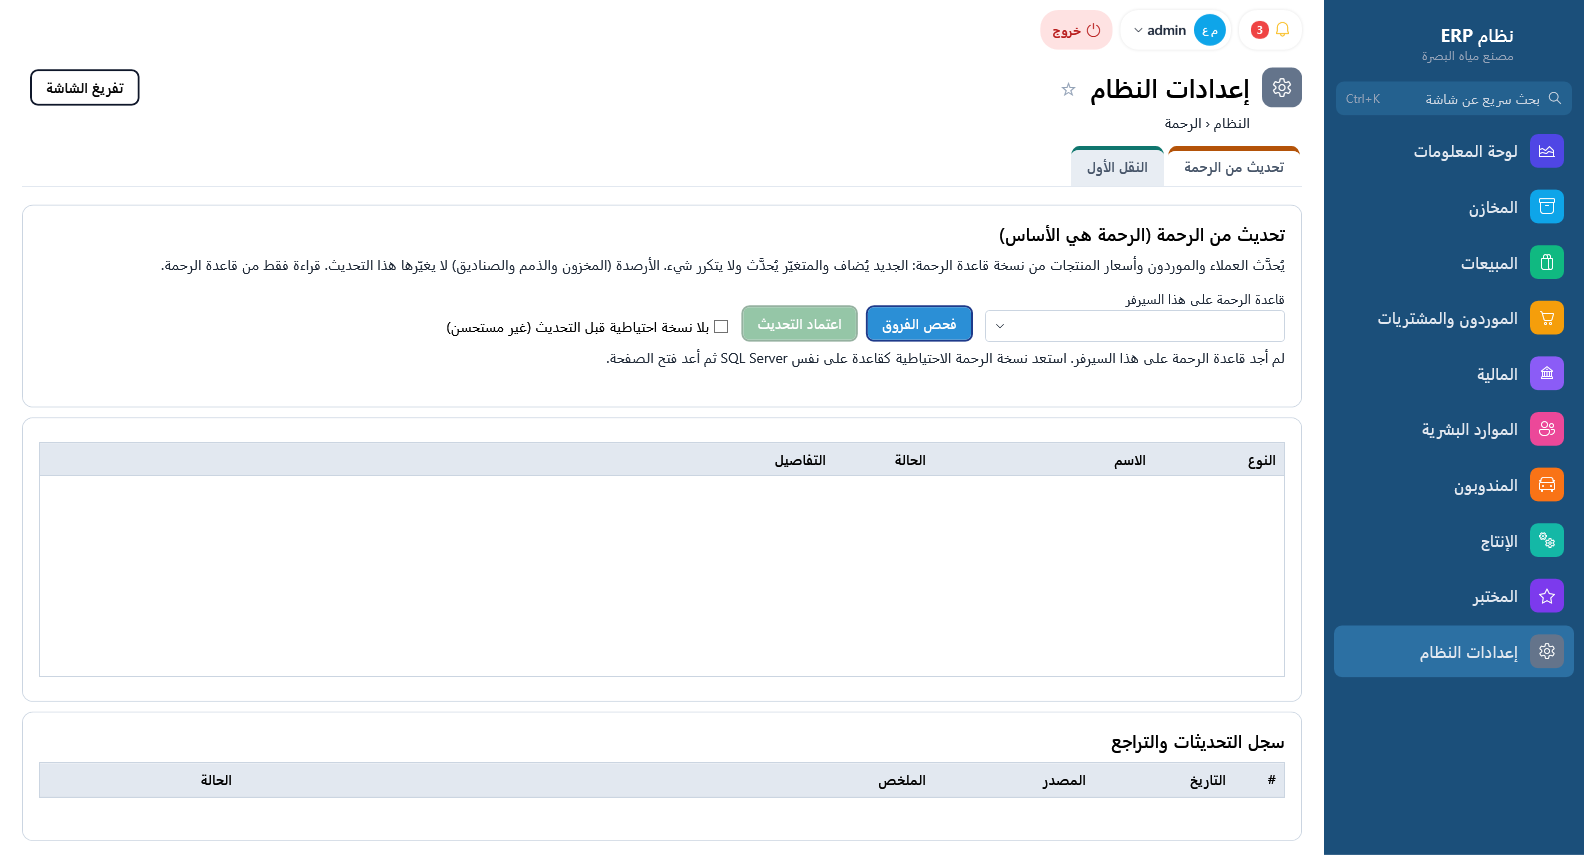 نظام ERP
مصنع مياه البصرة
بحث سريع عن شاشة
Ctrl+K
لوحة المعلومات
المخازن
المبيعات
الموردون والمشتريات
المالية
الموارد البشرية
المندوبون
الإنتاج
المختبر
إعدادات النظام
3
م ع
admin
خروج
إعدادات النظام
تفريغ الشاشة
النظام › الرحمة
تحديث من الرحمة
النقل الأول
تحديث من الرحمة (الرحمة هي الأساس)
يُحدَّث العملاء والموردون وأسعار المنتجات من نسخة قاعدة الرحمة: الجديد يُضاف والمتغيّر يُحدَّث ولا يتكرر شيء. الأرصدة (المخزون والذمم والصناديق) لا يغيّرها هذا التحديث. قراءة فقط من قاعدة الرحمة.
قاعدة الرحمة على هذا السيرفر
فحص الفروق
اعتماد التحديث
بلا نسخة احتياطية قبل التحديث (غير مستحسن)
لم أجد قاعدة الرحمة على هذا السيرفر. استعد نسخة الرحمة الاحتياطية كقاعدة على نفس SQL Server ثم أعد فتح الصفحة.
النوع الاسم الحالة التفاصيل
سجل التحديثات والتراجع
# التاريخ المصدر الملخص الحالة